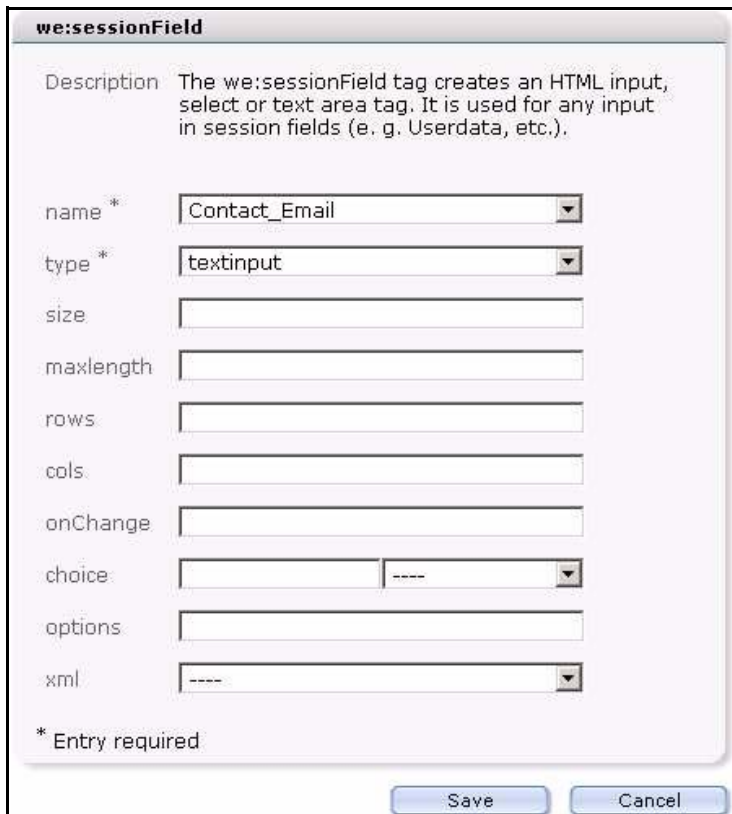 we:sessionField
Description The we:sessionField tag creates an HTML input,
select or text area tag. It is used for any input
in session fields (e. g. Userdata, etc.).
name * Contact_Email
type * textinput
size
maxlength
rows
cols
onChange
choice ----
options
xml ----
* Entry required
Save Cancel